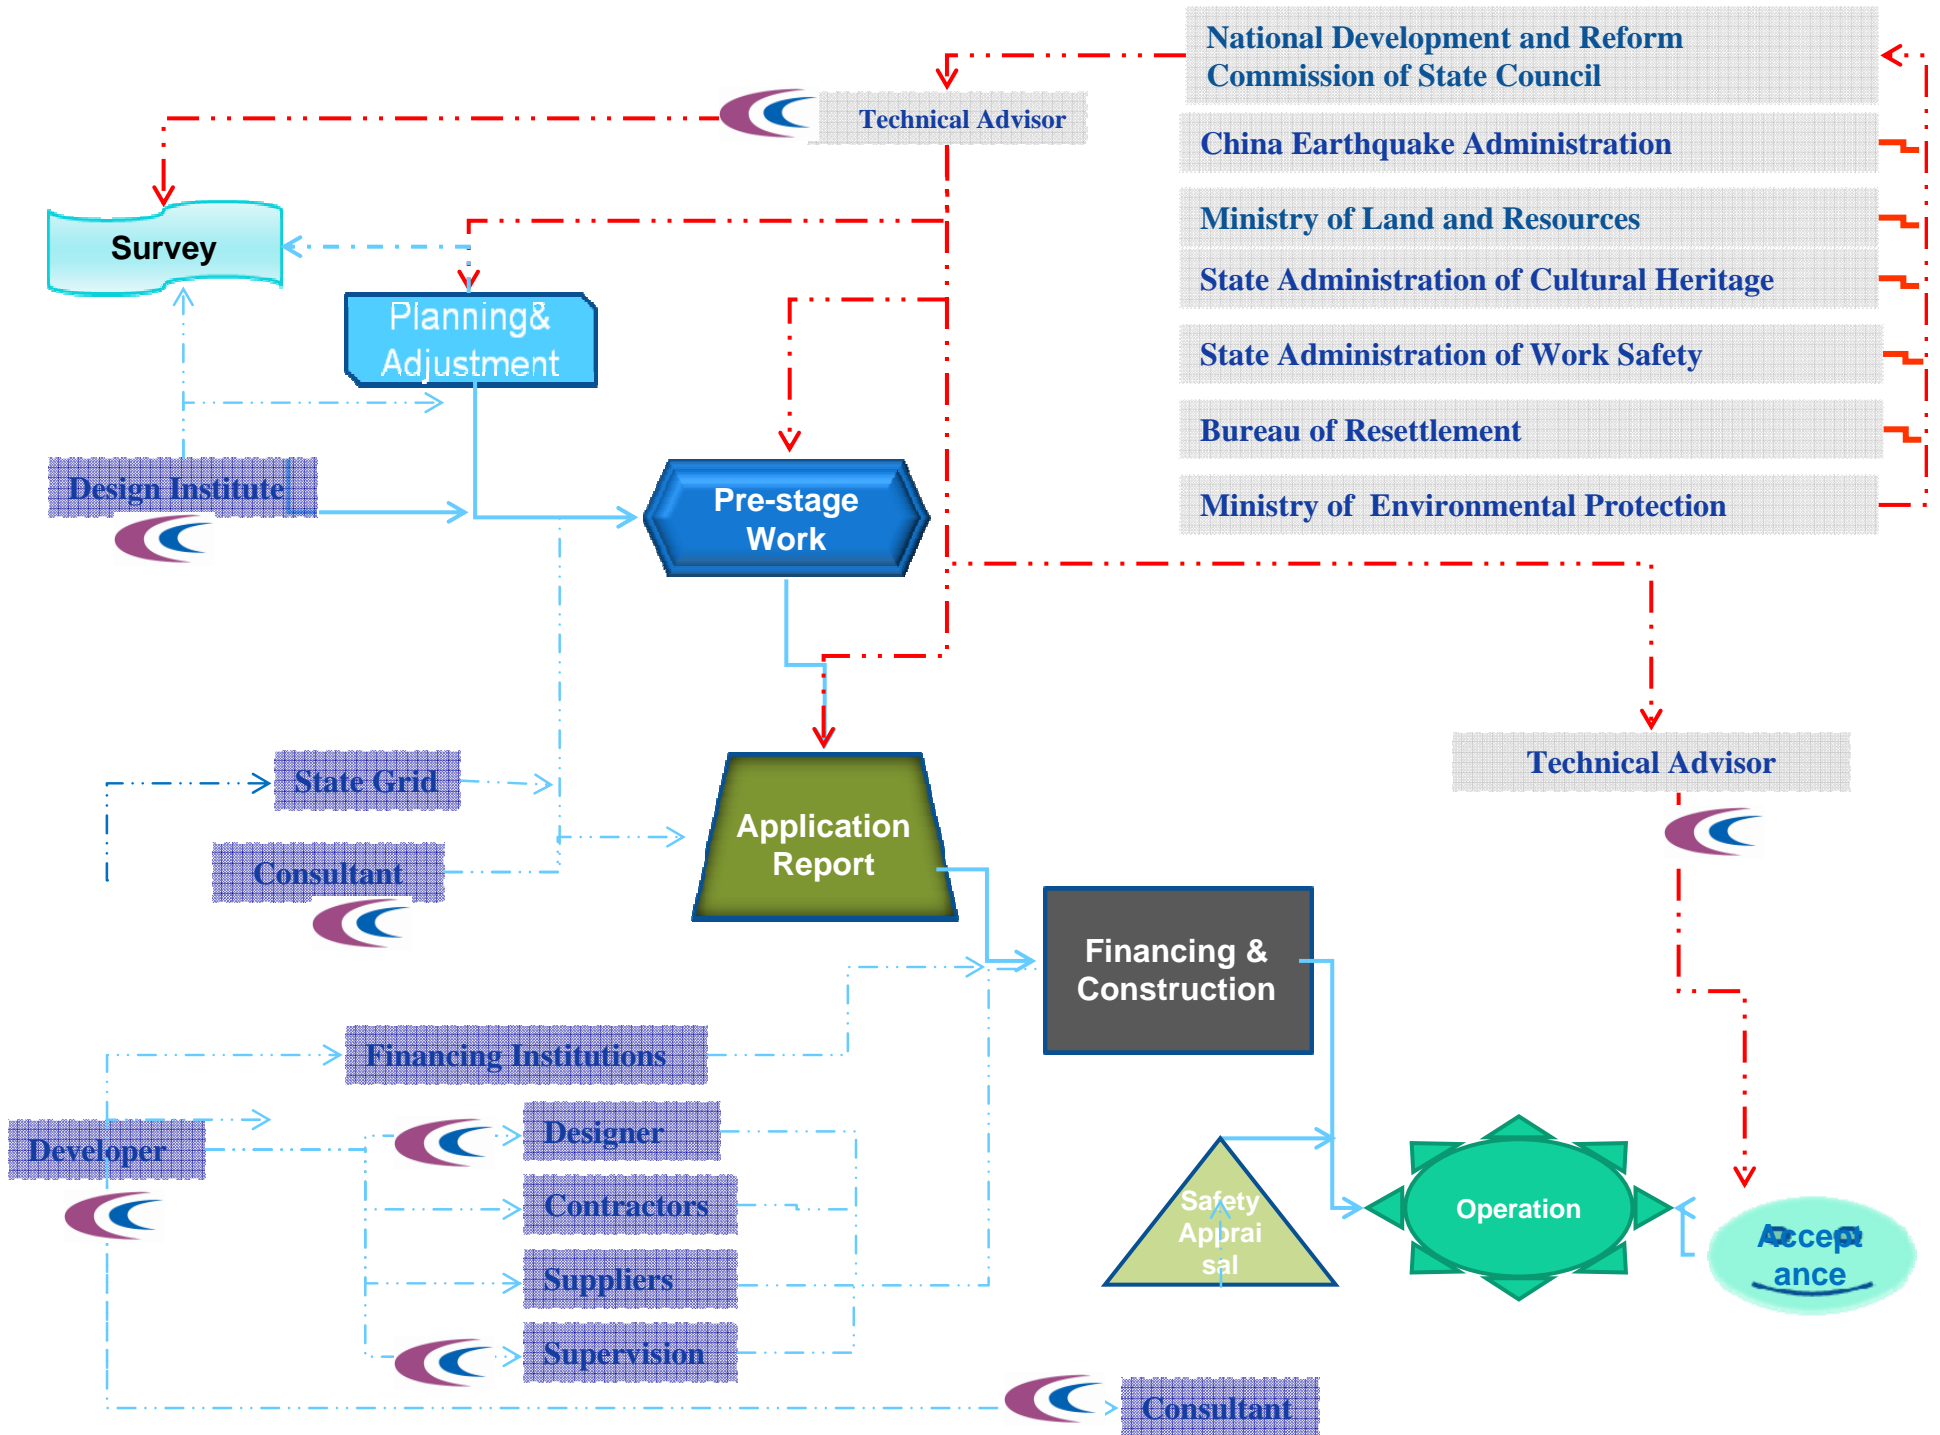 National Development and Reform
Commission of State Council
Technical Advisor
China Earthquake Administration
Ministry of Land and Resources
Survey
State Administration of Cultural Heritage
Planning&
Adjustment
State Administration of Work Safety
Bureau of Resettlement
Design Institute
Pre-stage
Work
Ministry of Environmental Protection
State Grid
Technical Advisor
Application
Report
Consultant
Financing &
Construction
Financing Institutions
Designer
Developer
Contractors
Safety
Apprai
sal
Operation
Accept
ance
Suppliers
Supervision
Consultant